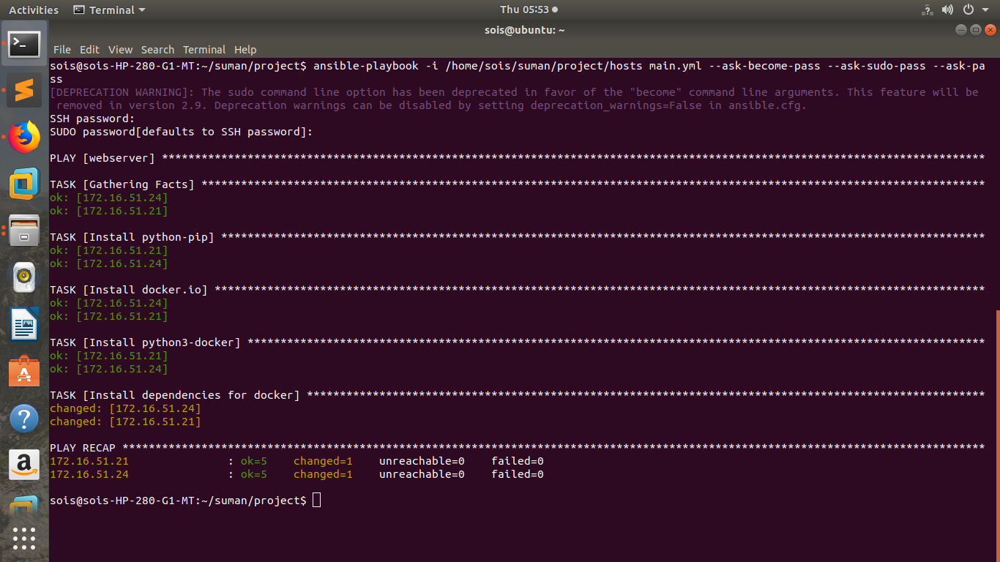 Activities Terminal Thu 05:53
sois@ubuntu: ~
File Edit View Search Terminal Help
sois@sois-HP-280-G1-MT:~/suman/project$ ansible-playbook -i /home/sois/suman/project/hosts main.yml --ask-become-pass --ask-sudo-pass --ask-pa
ss
[DEPRECATION WARNING]: The sudo command line option has been deprecated in favor of the "become" command line arguments. This feature will be
removed in version 2.9. Deprecation warnings can be disabled by setting deprecation_warnings=False in ansible.cfg.
SSH password:
SUDO password[defaults to SSH password]:
PLAY [webserver] *****************************************************************************************************************************
TASK [Gathering Facts] ***********************************************************************************************************************
ok: [172.16.51.24]
ok: [172.16.51.21]
TASK [Install python-pip] ********************************************************************************************************************
ok: [172.16.51.21]
ok: [172.16.51.24]
TASK [Install docker.io] *********************************************************************************************************************
ok: [172.16.51.24]
ok: [172.16.51.21]
TASK [Install python3-docker] ****************************************************************************************************************
ok: [172.16.51.21]
ok: [172.16.51.24]
TASK [Install dependencies for docker] *******************************************************************************************************
changed: [172.16.51.24]
changed: [172.16.51.21]
PLAY RECAP ***********************************************************************************************************************************
172.16.51.21 : ok=5 changed=1 unreachable=0 failed=0
172.16.51.24 : ok=5 changed=1 unreachable=0 failed=0
sois@sois-HP-280-G1-MT:~/suman/project$